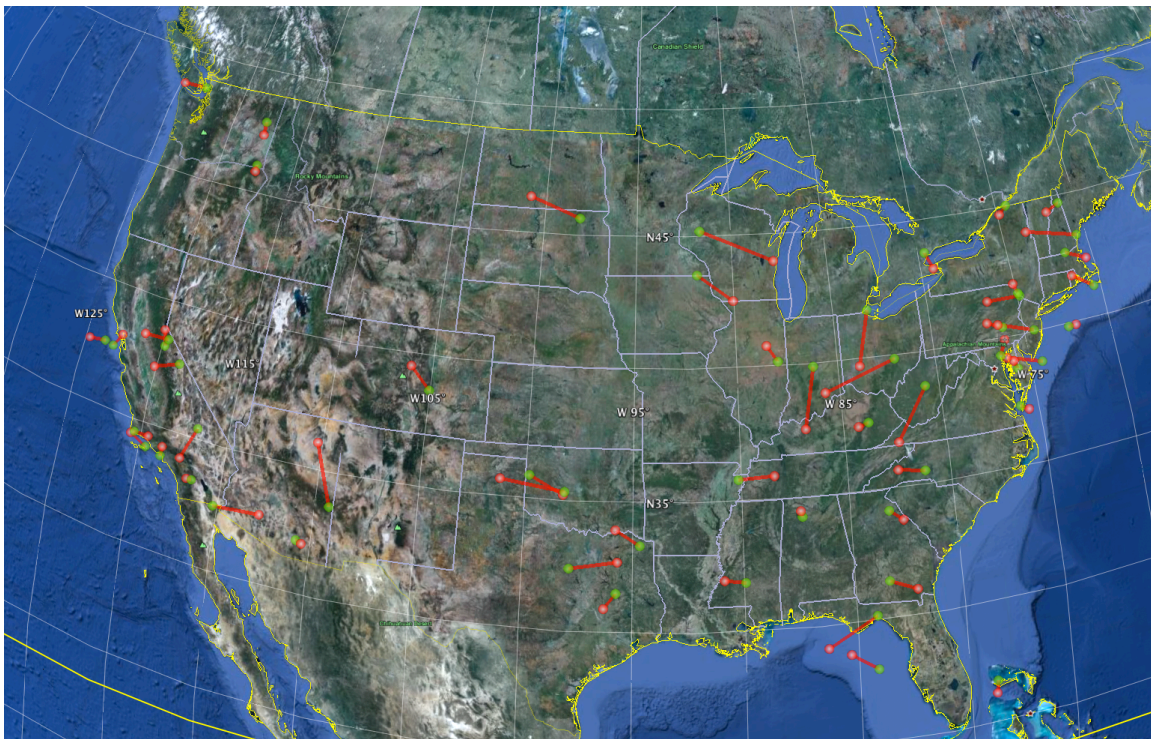 Canadian Shield
Rocky Mountains
N45°
W125°
W115°
Appalachian Mountains
W 75°
W105°
W 95°
W 85°
N35°
Chihuahuan Desert